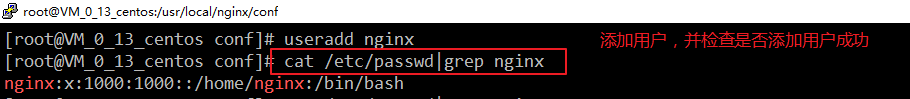 root@VM_0_13_centos:/usr/local/nginx/conf
[root@VM_0_13_centos conf]# useradd nginx 添加用户，并检查是否添加用户成功
[root@VM_0_13_centos conf]# cat /etc/passwd|grep nginx
nginx:x:1000:1000::/home/nginx:/bin/bash